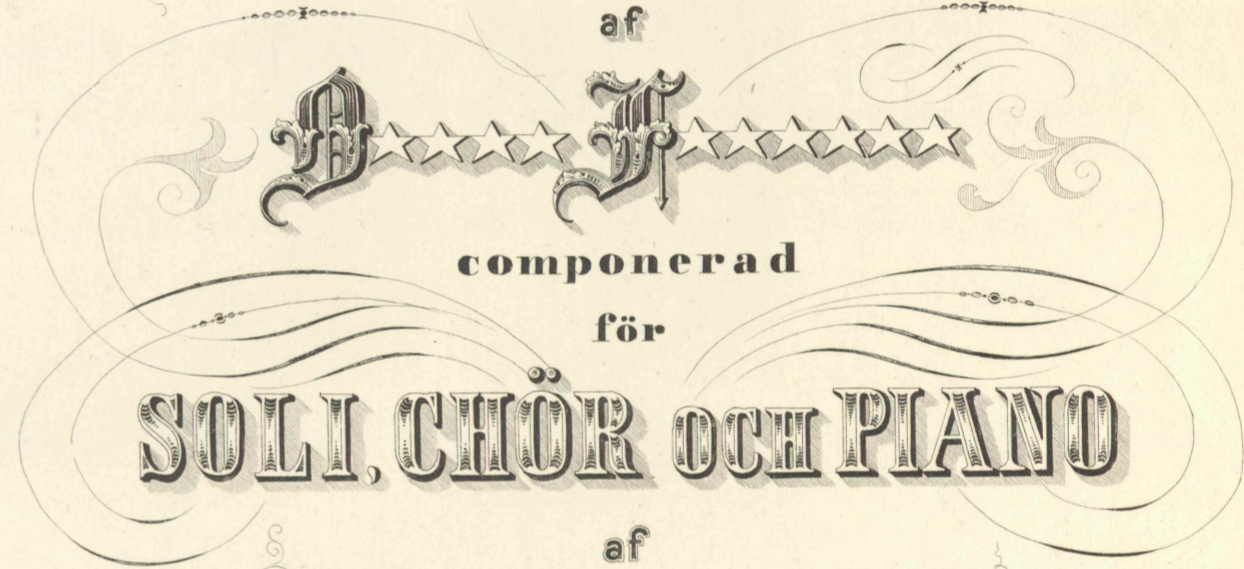 af
O☆☆☆☆ F☆☆☆☆☆☆
componerad
för
SOLI, CHÖR OCH PIANO
af